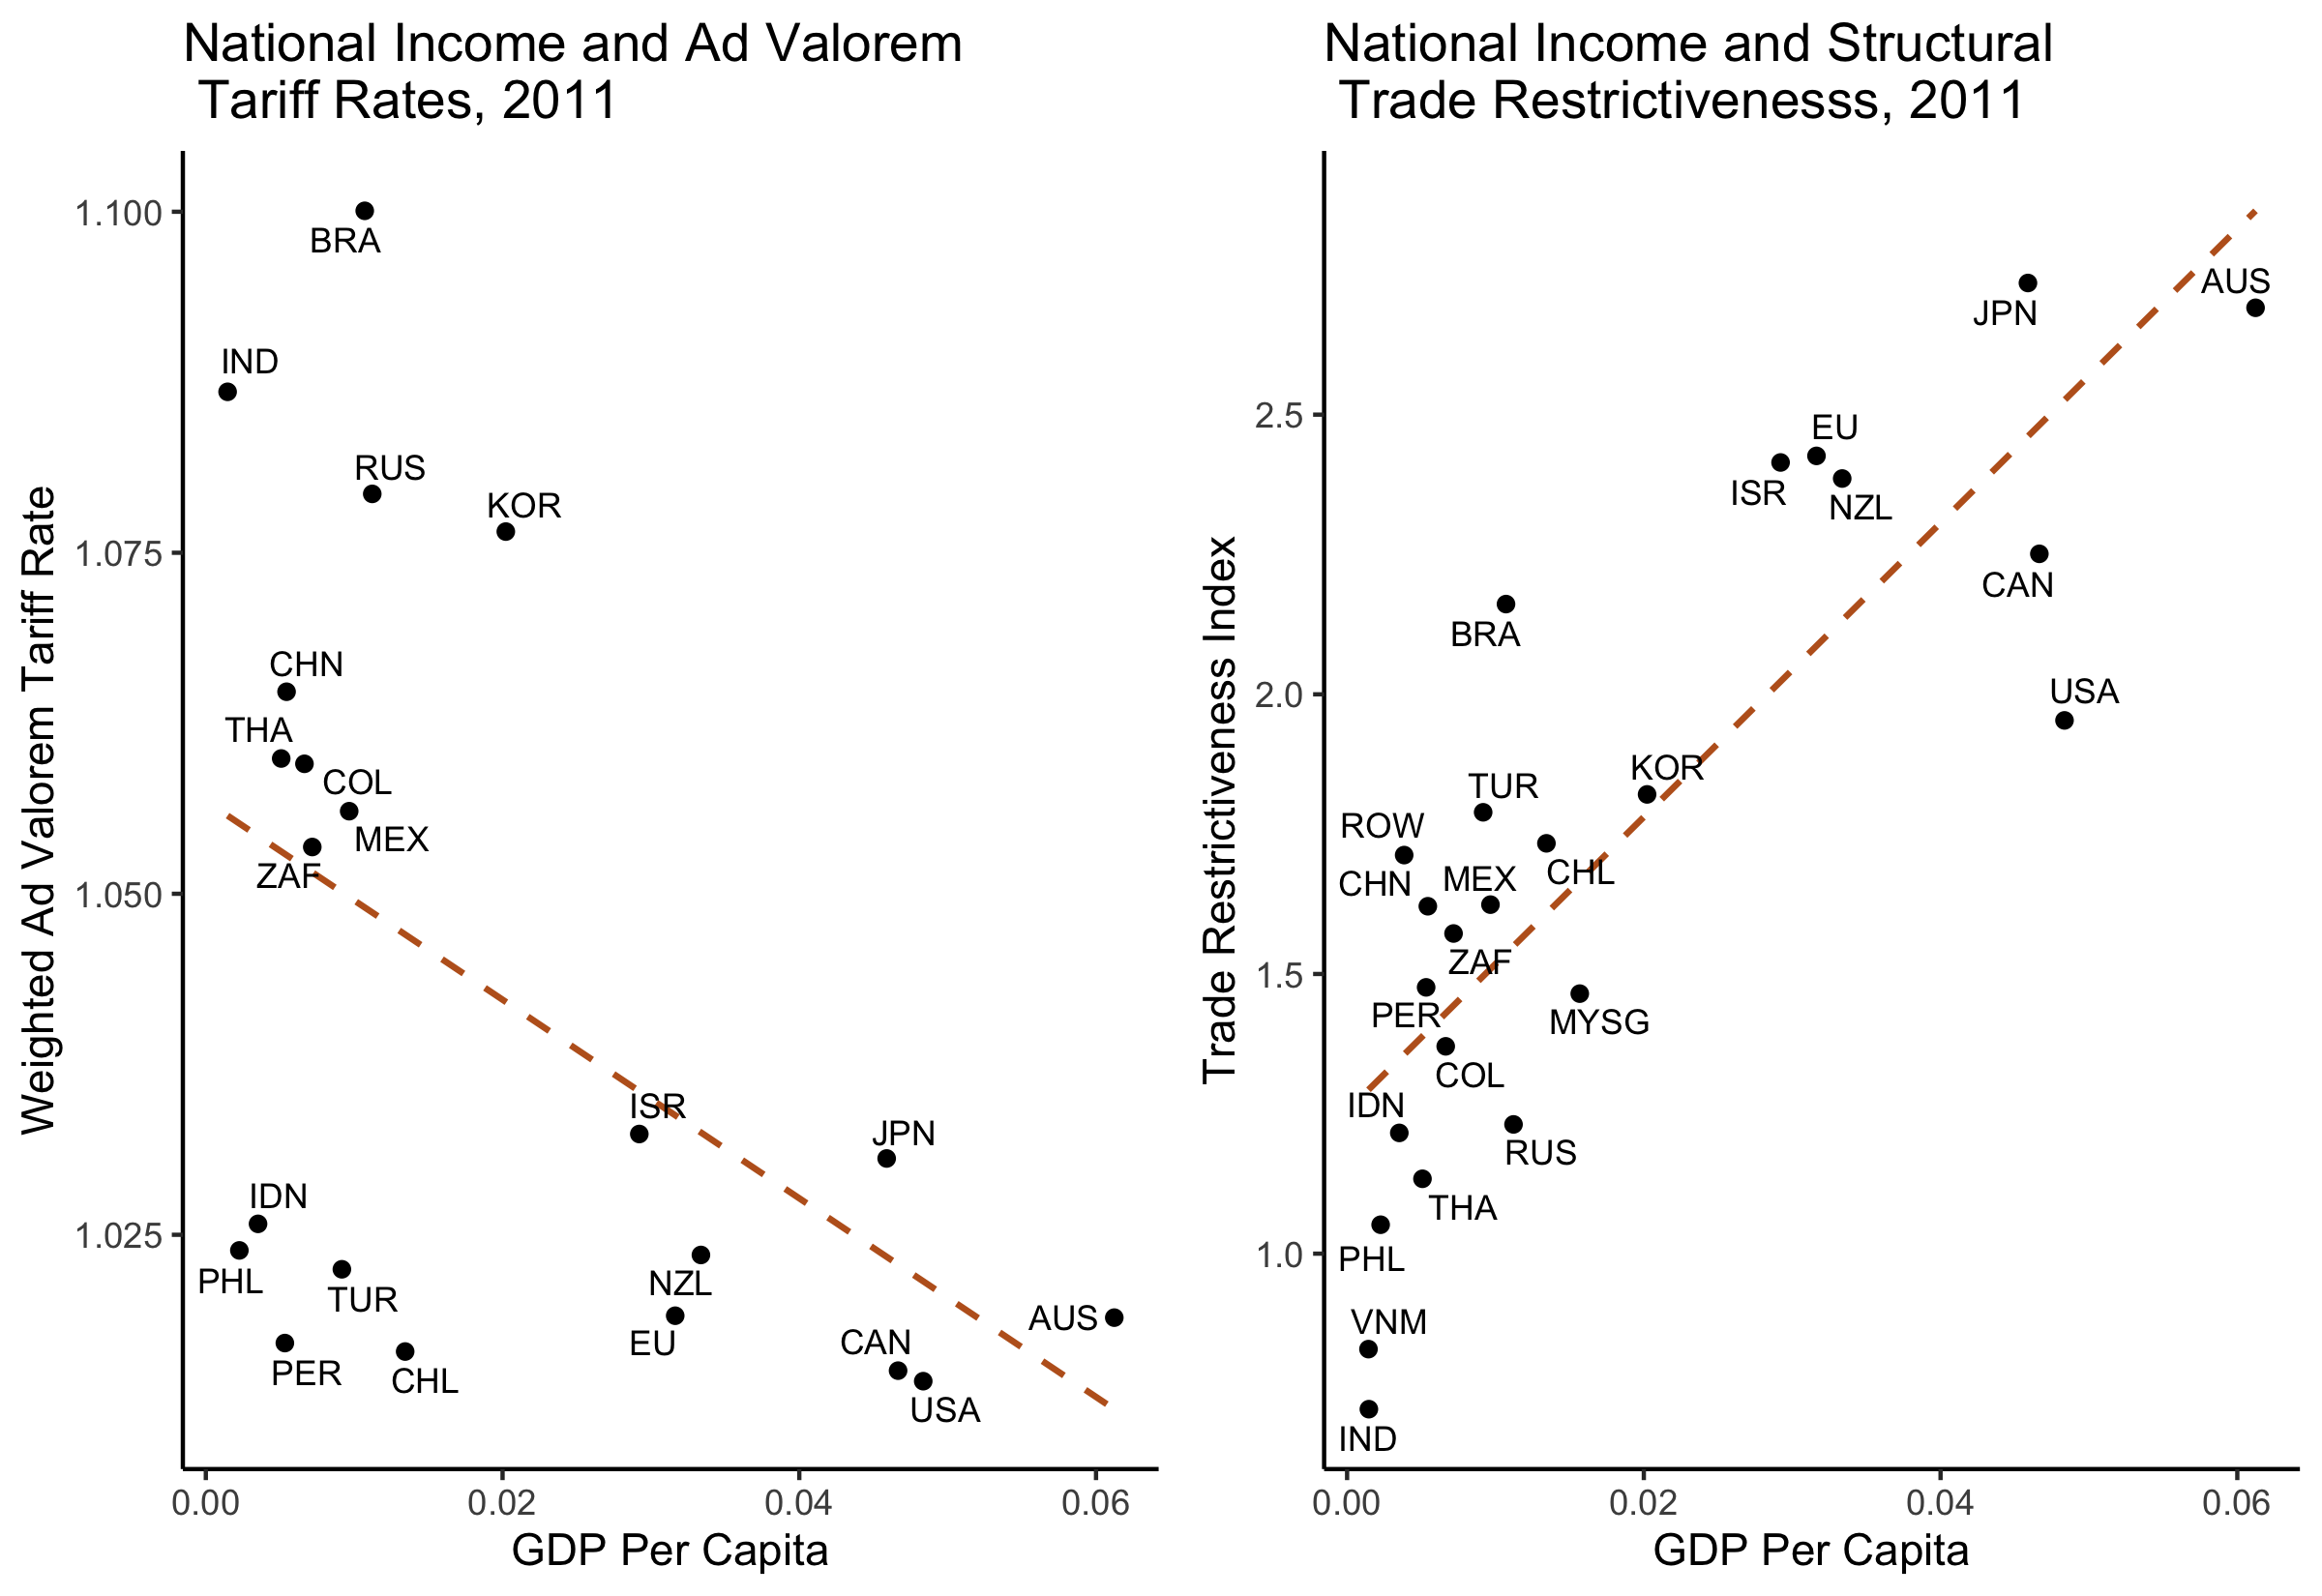 National Income and Ad Valorem
Tariff Rates, 2011
Weighted Ad Valorem Tariff Rate
1.100
1.075
1.050
1.025
BRA
IND
RUS
KOR
CHN
THA
COL
MEX
ZAF
ISR
JPN
IDN
PHL
TUR
NZL
EU
AUS
CAN
PER
CHL
USA
0.00 0.02 0.04 0.06
GDP Per Capita
National Income and Structural
Trade Restrictivenesss, 2011
Trade Restrictiveness Index
2.5
2.0
1.5
1.0
AUS
JPN
EU
ISR
NZL
CAN
BRA
USA
KOR
TUR
ROW
CHL
MEX
CHN
ZAF
PER
MYSG
COL
IDN
RUS
THA
PHL
VNM
IND
0.00 0.02 0.04 0.06
GDP Per Capita